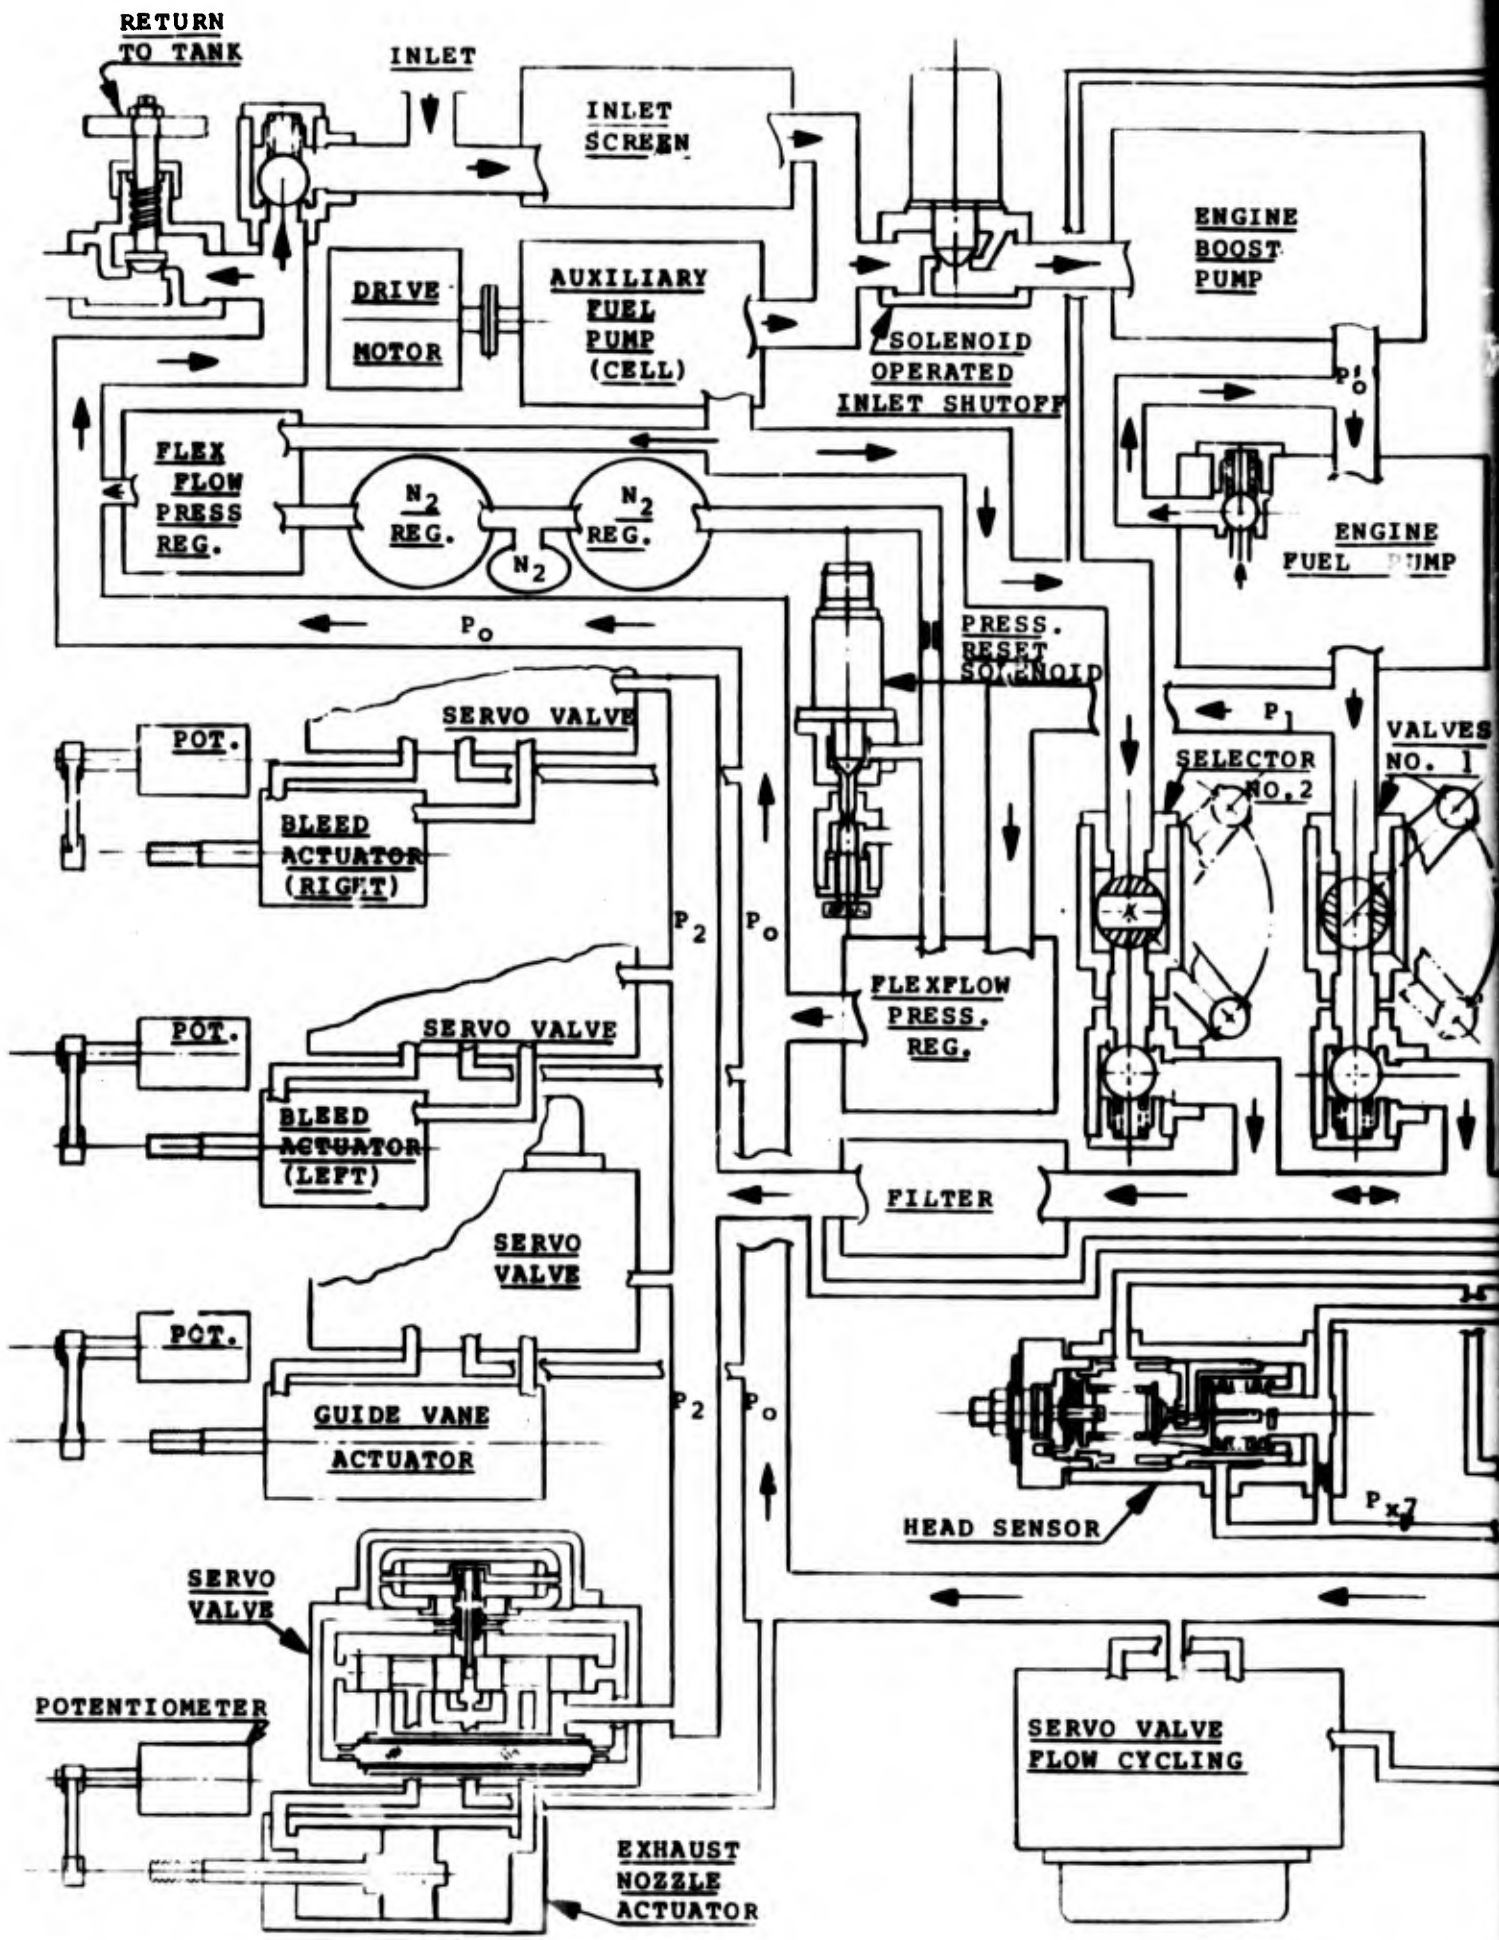 RETURN
TO TANK
INLET
INLET
SCREEN
ENGINE
BOOST
PUMP
DRIVE
MOTOR
AUXILIARY
FUEL
PUMP
(CELL)
SOLENOID
OPERATED
INLET SHUTOFF
P'o
FLEX
FLOW
PRESS
REG.
N2
REG.
N2
N2
REG.
ENGINE
FUEL PUMP
Po
PRESS.
RESET
SOLENOID
P1
SERVO VALVE
POT.
BLEED
ACTUATOR
(RIGHT)
SELECTOR
NO.2
VALVES
NO. 1
P2
Po
SERVO VALVE
POT.
BLEED
ACTUATOR
(LEFT)
FLEXFLOW
PRESS.
REG.
FILTER
SERVO
VALVE
POT.
GUIDE VANE
ACTUATOR
P2
Po
HEAD SENSOR
Px7
SERVO
VALVE
POTENTIOMETER
EXHAUST
NOZZLE
ACTUATOR
SERVO VALVE
FLOW CYCLING